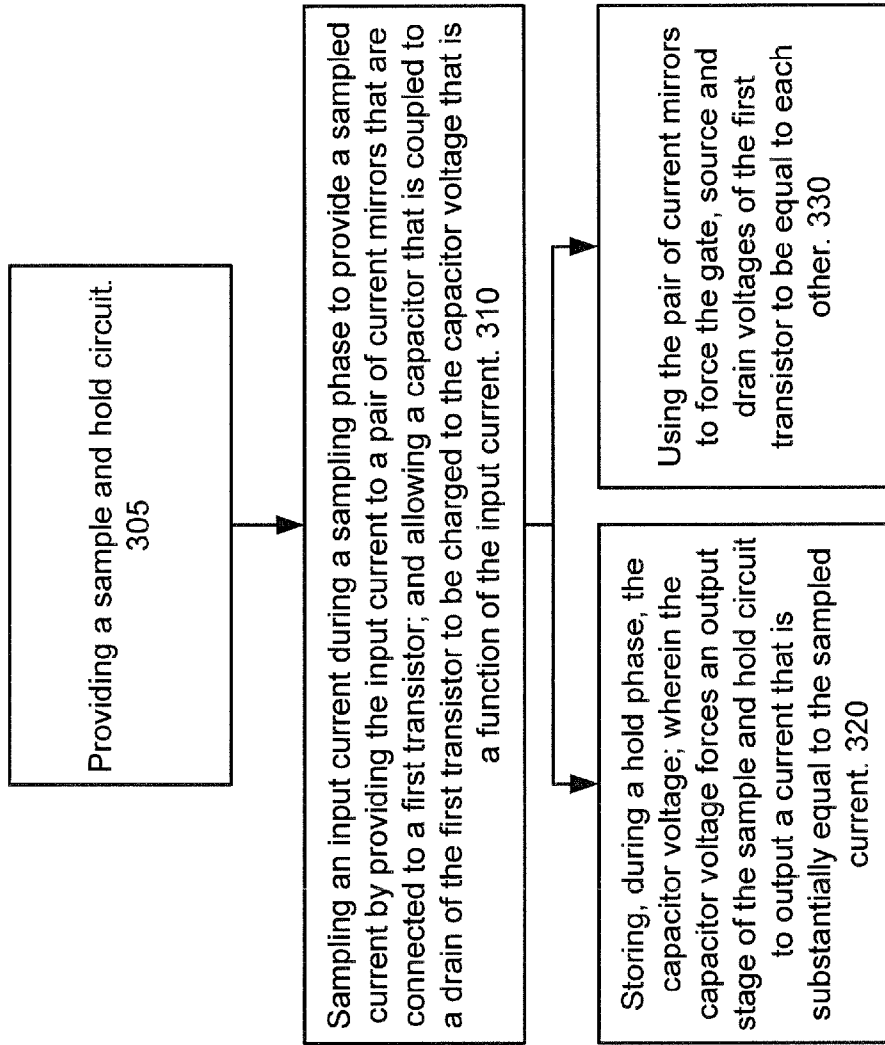 Providing a sample and hold circuit.
305
Sampling an input current during a sampling phase to provide a sampled
current by providing the input current to a pair of current mirrors that are
connected to a first transistor; and allowing a capacitor that is coupled to
a drain of the first transistor to be charged to the capacitor voltage that is
a function of the input current. 310
Storing, during a hold phase, the
capacitor voltage; wherein the
capacitor voltage forces an output
stage of the sample and hold circuit
to output a current that is
substantially equal to the sampled
current. 320
Using the pair of current mirrors
to force the gate, source and
drain voltages of the first
transistor to be equal to each
other. 330